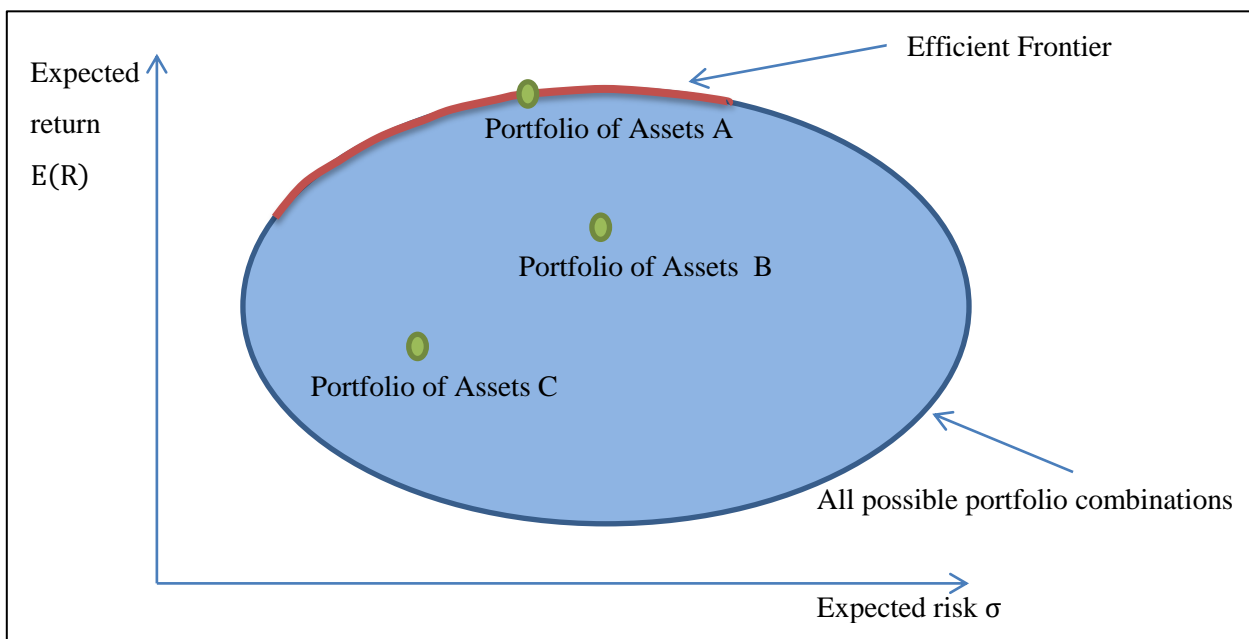 Efficient Frontier
Expected
return
E(R)
Portfolio of Assets A
Portfolio of Assets  B
Portfolio of Assets C
All possible portfolio combinations
Expected risk σ